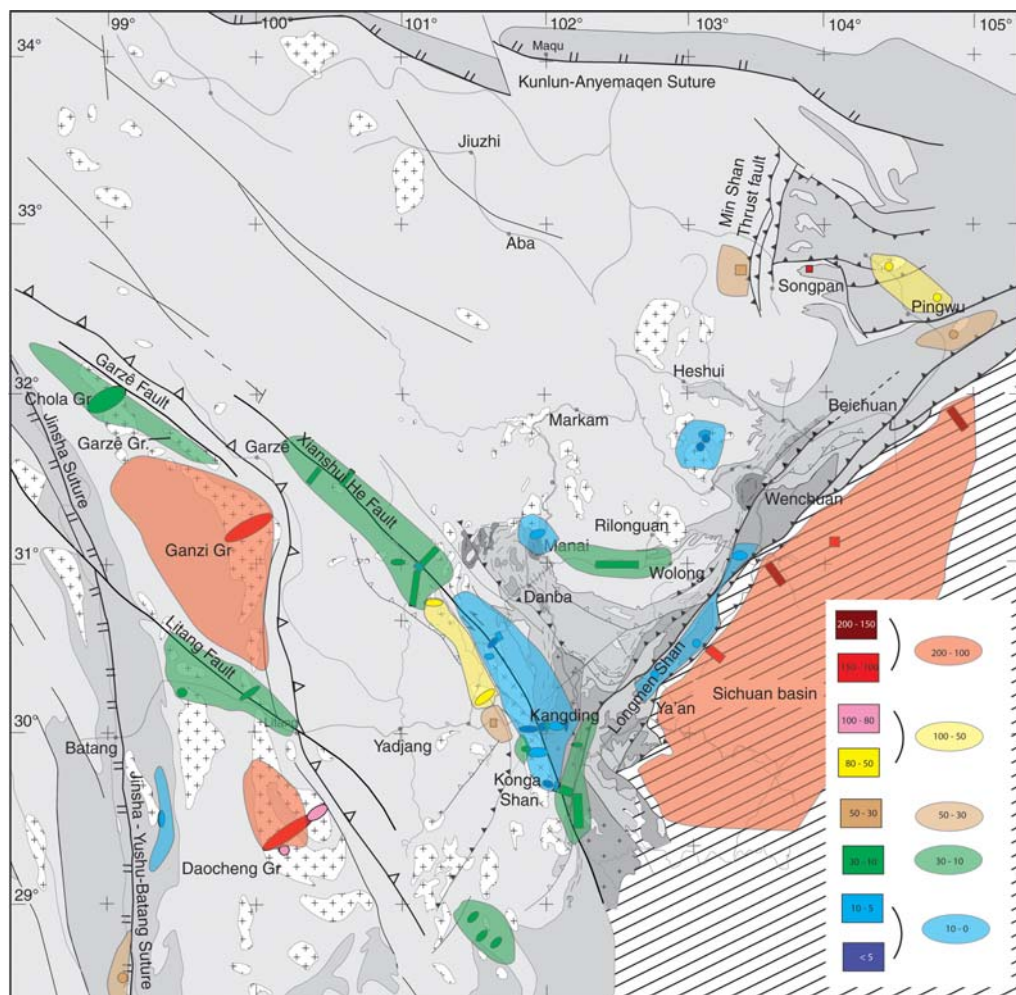 99°
100°
101°
102°
103°
104°
105°
34°
Maqu
Kunlun-Anyemaqen Suture
Jiuzhi
Min Shan
Thrust fault
33°
Aba
Songpan
Pingwu
32°
Garzê Fault
Chola Gr
Heshui
Beichuan
Markam
Garzê Gr.
Garzê
Jinsha Suture
Xianshui He Fault
Wenchuan
Rilonguan
Ganzi Gr
Manai
31°
Wolong
Danba
200 - 150
200 - 100
Litang Fault
150 - 100
Longmen Shan
Sichuan basin
Ya'an
Litang
Kangding
100 - 80
30°
100 - 50
Batang
Yadjang
80 - 50
Konga
Shan
Jinsha - Yushu-Batang Suture
50 - 30
50 - 30
Daocheng Gr
30 - 10
30 - 10
29°
10 - 5
10 - 0
< 5